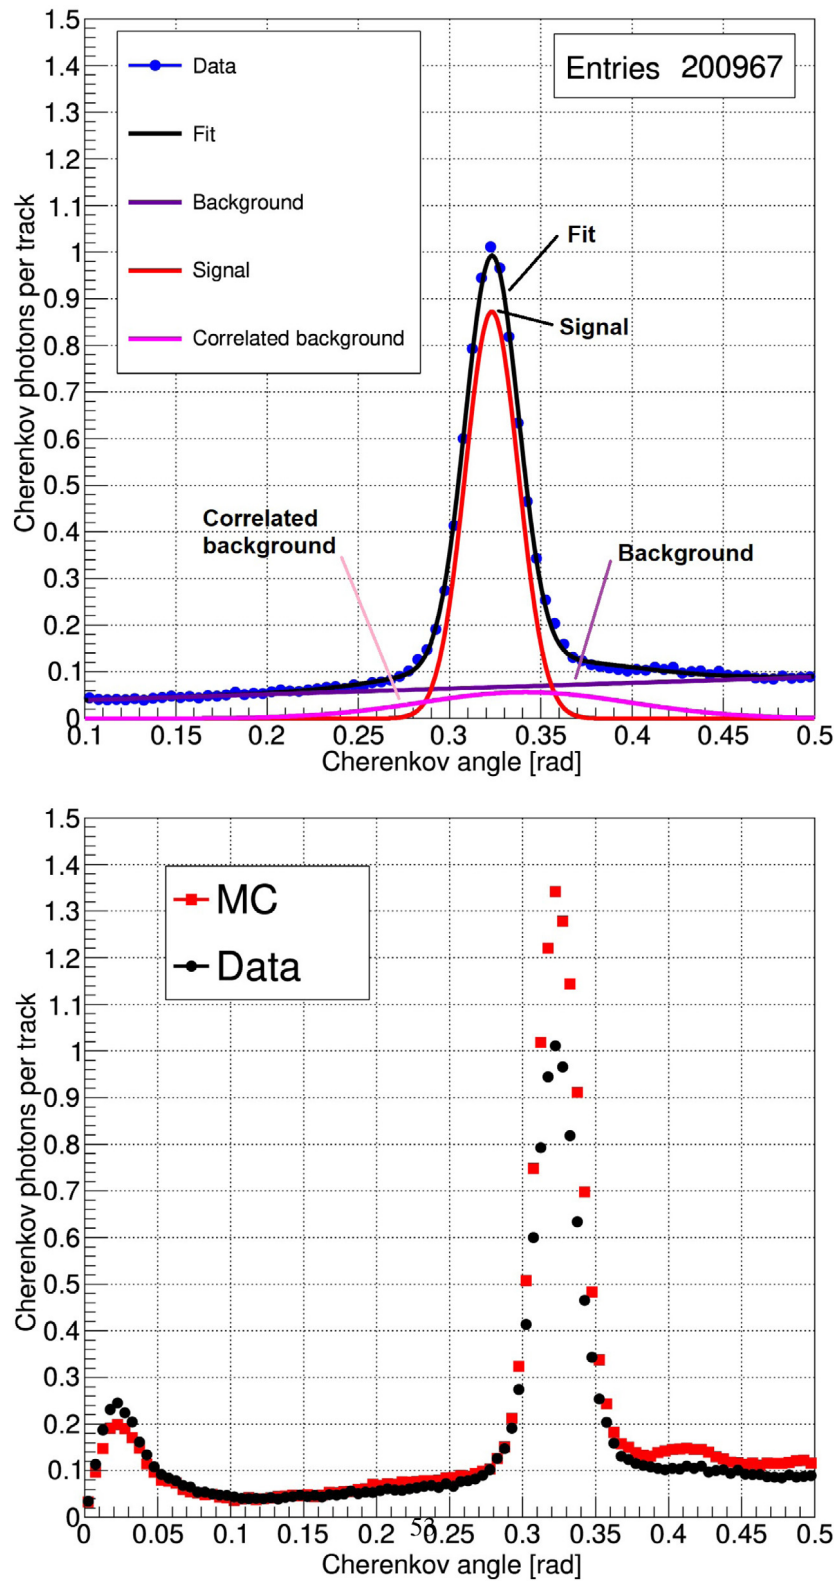 1.5
1.4
1.3
1.2
1.1
1
0.9
0.8
0.7
0.6
0.5
0.4
0.3
0.2
0.1
0
Cherenkov photons per track
Data
Fit
Background
Signal
Correlated background
Entries 200967
Fit
Signal
Correlated
background
Background
0.1 0.15 0.2 0.25 0.3 0.35 0.4 0.45 0.5
Cherenkov angle [rad]
1.5
1.4
1.3
1.2
1.1
1
0.9
0.8
0.7
0.6
0.5
0.4
0.3
0.2
0.1
0
Cherenkov photons per track
MC
Data
0 0.05 0.1 0.15 0.2 0.25 0.3 0.35 0.4 0.45 0.5
53
Cherenkov angle [rad]